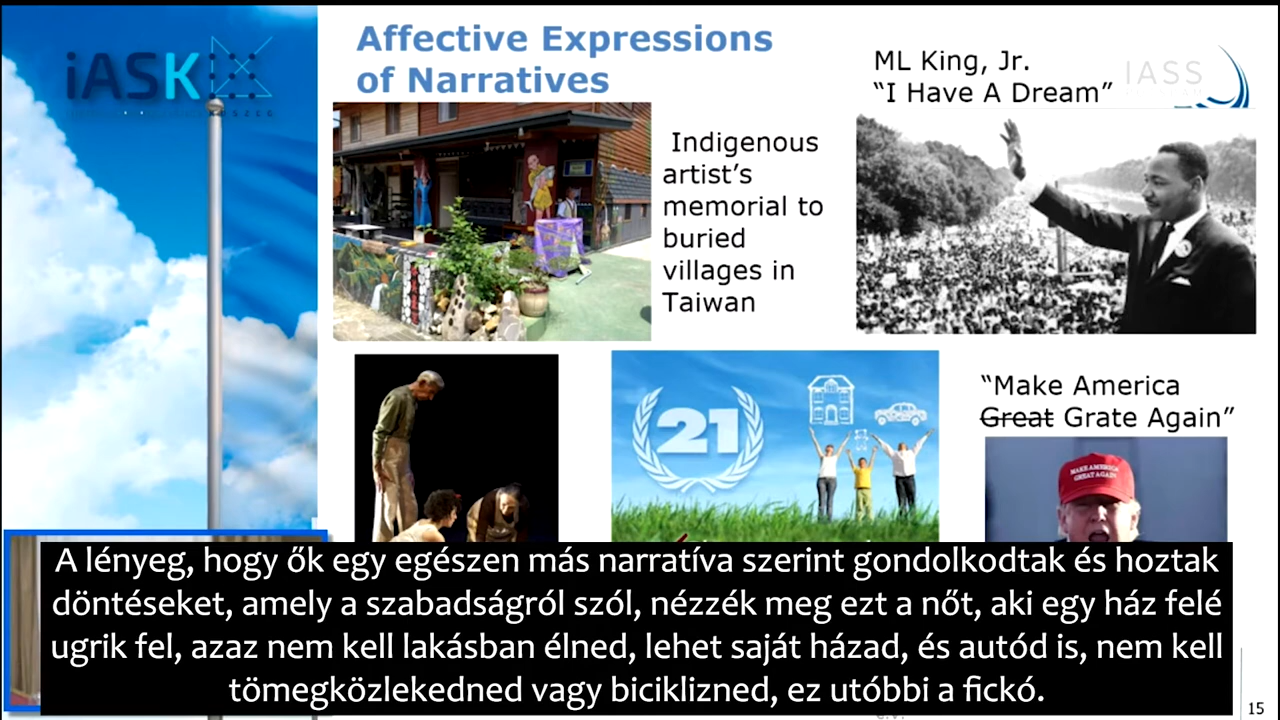 iASK
KŐSZEG
Affective Expressions
of Narratives
ML King, Jr.
“I Have A Dream”
IASS
POTSDAM
Indigenous
artist’s
memorial to
buried
villages in
Taiwan
21
“Make America
Great Grate Again”
MAKE AMERICA
GREAT AGAIN
A lényeg, hogy ők egy egészen más narratíva szerint gondolkodtak és hoztak
döntéseket, amely a szabadságról szól, nézzék meg ezt a nőt, aki egy ház felé
ugrik fel, azaz nem kell lakásban élned, lehet saját házad, és autód is, nem kell
tömegközlekedned vagy biciklizned, ez utóbbi a fickó.
15